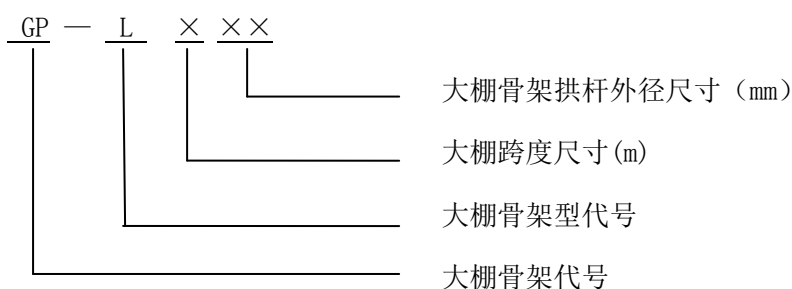 GP — L × ××
大棚骨架拱杆外径尺寸（mm）
大棚跨度尺寸(m)
大棚骨架型代号
大棚骨架代号